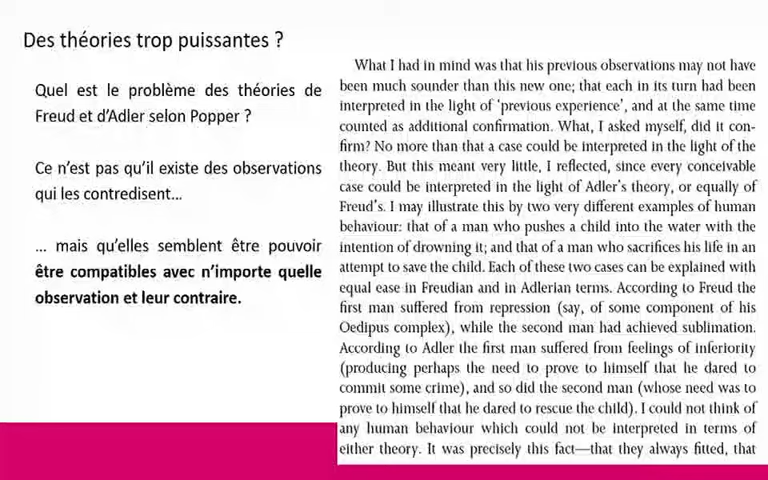 Des théories trop puissantes ?
Quel est le problème des théories de
Freud et d'Adler selon Popper ?
Ce n'est pas qu'il existe des observations
qui les contredisent...
... mais qu'elles semblent être pouvoir
être compatibles avec n'importe quelle
observation et leur contraire.
What I had in mind was that his previous observations may not have
been much sounder than this new one; that each in its turn had been
interpreted in the light of 'previous experience', and at the same time
counted as additional confirmation. What, I asked myself, did it con-
firm? No more than that a case could be interpreted in the light of the
theory. But this meant very little, I reflected, since every conceivable
case could be interpreted in the light of Adler's theory, or equally of
Freud's. I may illustrate this by two very different examples of human
behaviour: that of a man who pushes a child into the water with the
intention of drowning it; and that of a man who sacrifices his life in an
attempt to save the child. Each of these two cases can be explained with
equal ease in Freudian and in Adlerian terms. According to Freud the
first man suffered from repression (say, of some component of his
Oedipus complex), while the second man had achieved sublimation.
According to Adler the first man suffered from feelings of inferiority
(producing perhaps the need to prove to himself that he dared to
commit some crime), and so did the second man (whose need was to
prove to himself that he dared to rescue the child). I could not think of
any human behaviour which could not be interpreted in terms of
either theory. It was precisely this fact—that they always fitted, that